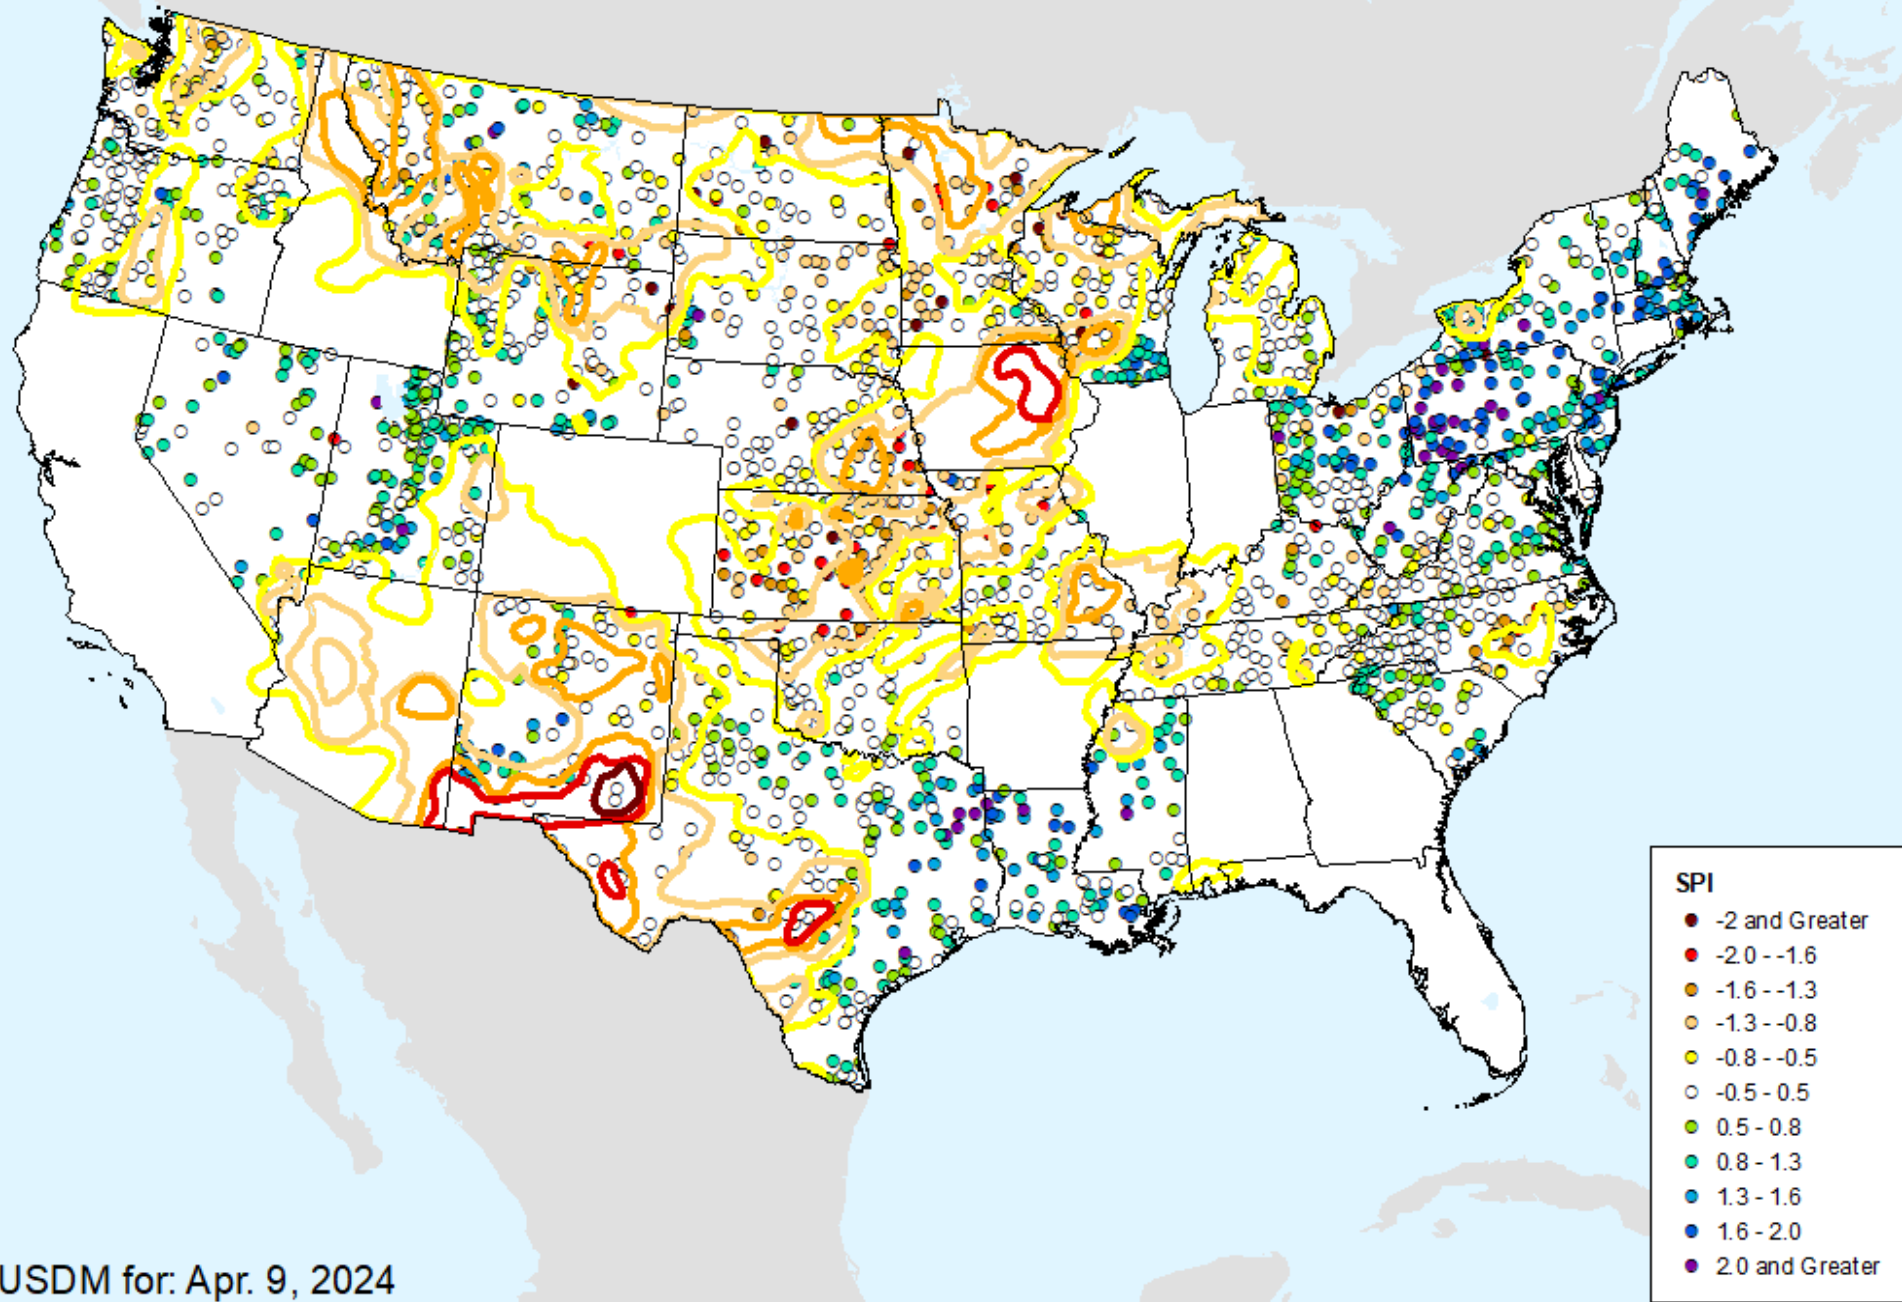 SPI
-2 and Greater
-2.0 - -1.6
-1.6 - -1.3
-1.3 - -0.8
-0.8 - -0.5
-0.5 - 0.5
0.5 - 0.8
0.8 - 1.3
1.3 - 1.6
1.6 - 2.0
2.0 and Greater
USDM for: Apr. 9, 2024